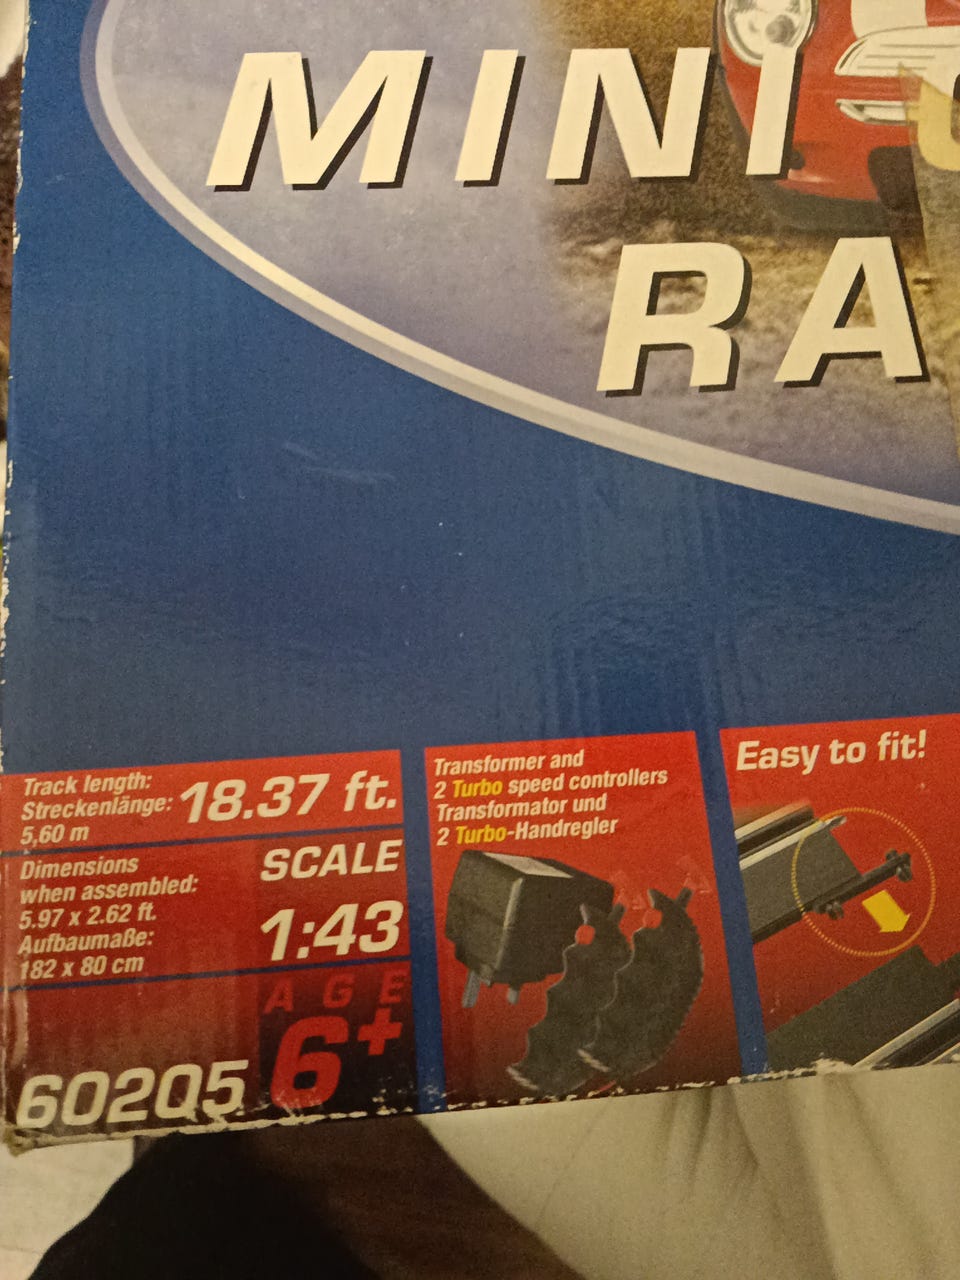 MINI
RA
Track length:
Streckenlänge:
5,60 m
18.37 ft.
Dimensions
when assembled:
5.97 x 2.62 ft.
Aufbaumaße:
182 x 80 cm
SCALE
1:43
AGE
6+
60205
Transformer and
2 Turbo speed controllers
Transformator und
2 Turbo-Handregler
Easy to fit!